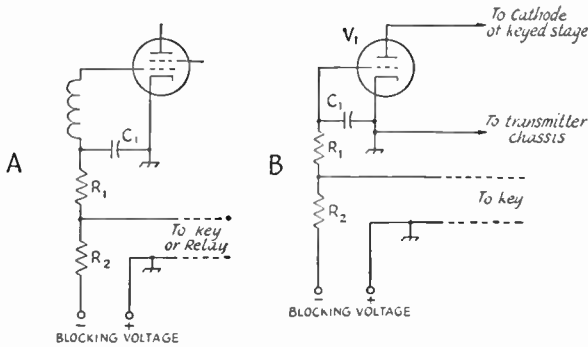 A
C1
R1
R2
To key
or Relay
-
+
BLOCKING VOLTAGE
B
V1
To Cathode
of keyed stage
C1
To transmitter
chassis
R1
To key
R2
-
+
BLOCKING VOLTAGE